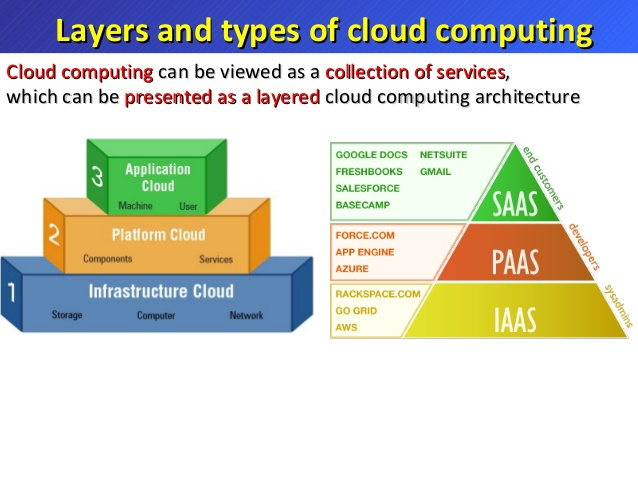 Layers and types of cloud computing
Cloud computing can be viewed as a collection of services,
which can be presented as a layered cloud computing architecture
3
Application
Cloud
Machine User
2
Platform Cloud
Components Services
1
Infrastructure Cloud
Storage Computer Network
GOOGLE DOCS NETSUITE
FRESHBOOKS GMAIL
SALESFORCE
BASECAMP
SAAS
end customers
FORCE.COM
APP ENGINE
AZURE
PAAS
developers
RACKSPACE.COM
GO GRID
AWS
IAAS
sysadmins